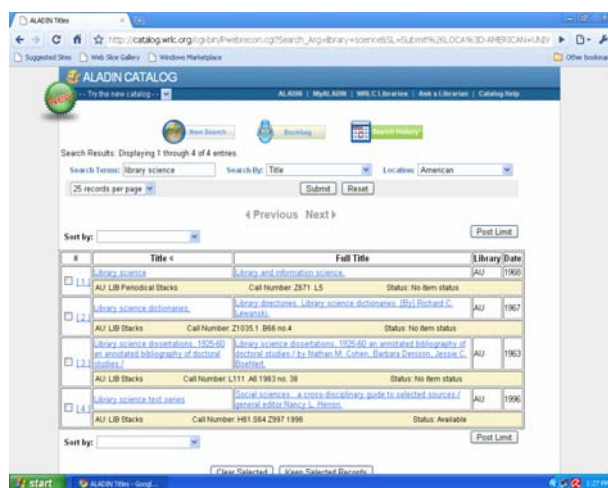 ALADIN Titles
http://catalog.wrlc.org/cgi-bin/Pwebrecon.cgi?Search_Arg=library+science&SL=Submit%26LOCA%3D-AMERICAN+UNIV
Suggested Sites Web Slice Gallery Windows Marketplace Other bookmar
ALADIN CATALOG
- - Try the new catalog - -
ALADIN | MyALADIN | WRLC Libraries | Ask a Librarian | Catalog Help
New Search Bookbag Search History
Search Results: Displaying 1 through 4 of 4 entries.
Search Terms: library science Search By: Title Location: American
25 records per page Submit Reset
Previous Next
Post Limit
Sort by:
# Title < Full Title Library Date
[ 1 ] Library science Library and information science. AU 1968
AU: LIB Periodical Stacks Call Number: Z671 .L5 Status: No item status
[ 2 ] Library science dictionaries. Library directories. Library science dictionaries. [By] Richard C. Lewanski. AU 1967
AU: LIB Stacks Call Number: Z1035.1 .B66 no.4 Status: No item status
[ 3 ] Library science dissertations, 1925-60 an annotated bibliography of doctoral studies / Library science dissertations, 1925-60 an annotated bibliography of doctoral studies / by Nathan M. Cohen, Barbara Denison, Jessie C. Boehlert. AU 1963
AU: LIB Stacks Call Number: L111 .A6 1963 no. 38 Status: No item status
[ 4 ] Library science text series Social sciences : a cross-disciplinary guide to selected sources / general editor Nancy L. Herron. AU 1996
AU: LIB Stacks Call Number: H61.S64 Z997 1996 Status: Available
Post Limit
Sort by:
Clear Selected Keep Selected Records
start ALADIN Titles - Googl... 1:27 PM